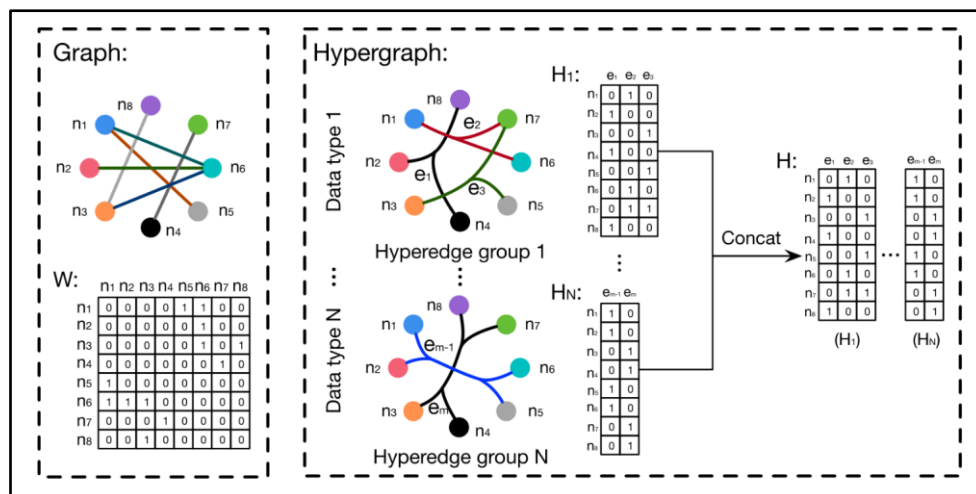 Graph:
n8
n1
n7
n2
n6
n3
n5
n4
W:
n1 n2 n3 n4 n5 n6 n7 n8
n1 0 0 0 0 1 1 0 0
n2 0 0 0 0 0 1 0 0
n3 0 0 0 0 0 1 0 1
n4 0 0 0 0 0 0 1 0
n5 1 0 0 0 0 0 0 0
n6 1 1 1 0 0 0 0 0
n7 0 0 0 1 0 0 0 0
n8 0 0 1 0 0 0 0 0
Hypergraph:
Data type 1
n8
n1
e2
n7
n2
e1
n6
e3
n3
n5
n4
Hyperedge group 1
...
...
Data type N
n8
n1
n7
em-1
n2
n6
n3
em
n5
n4
Hyperedge group N
H1:
e1 e2 e3
n1 0 1 0
n2 1 0 0
n3 0 0 1
n4 1 0 0
n5 0 0 1
n6 0 1 0
n7 0 1 1
n8 1 0 0
...
HN:
em-1 em
n1 1 0
n2 1 0
n3 0 1
n4 0 1
n5 1 0
n6 1 0
n7 0 1
n8 0 1
Concat
H:
e1 e2 e3 em-1 em
n1 0 1 0 1 0
n2 1 0 0 1 0
n3 0 0 1 0 1
n4 1 0 0 0 1
n5 0 0 1 ... 1 0
n6 0 1 0 1 0
n7 0 1 1 0 1
n8 1 0 0 0 1
(H1) (HN)